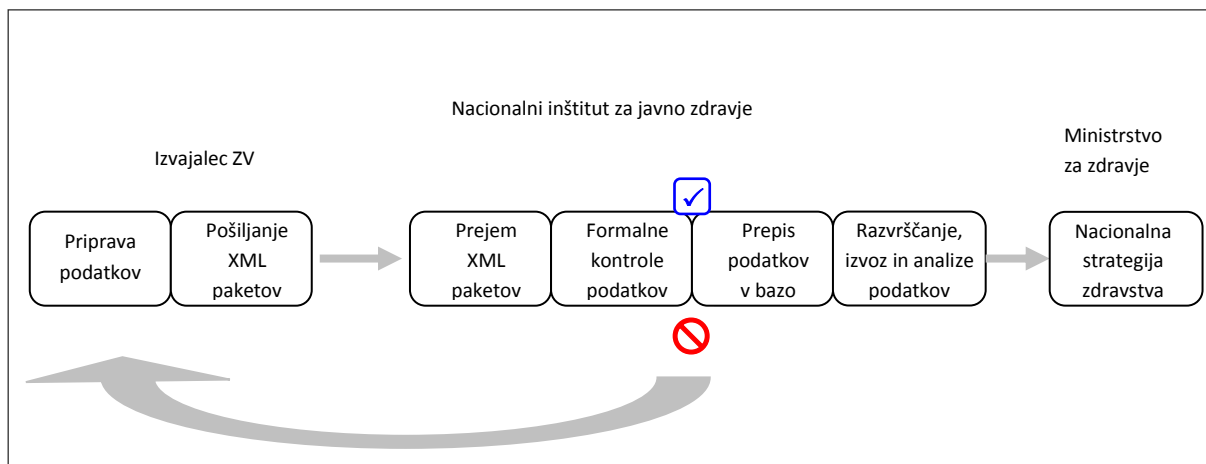 Nacionalni inštitut za javno zdravje
Izvajalec ZV
Ministrstvo
za zdravje
Priprava
podatkov
Pošiljanje
XML
paketov
Prejem
XML
paketov
Formalne
kontrole
podatkov
Prepis
podatkov
v bazo
Razvrščanje,
izvoz in analize
podatkov
Nacionalna
strategija
zdravstva